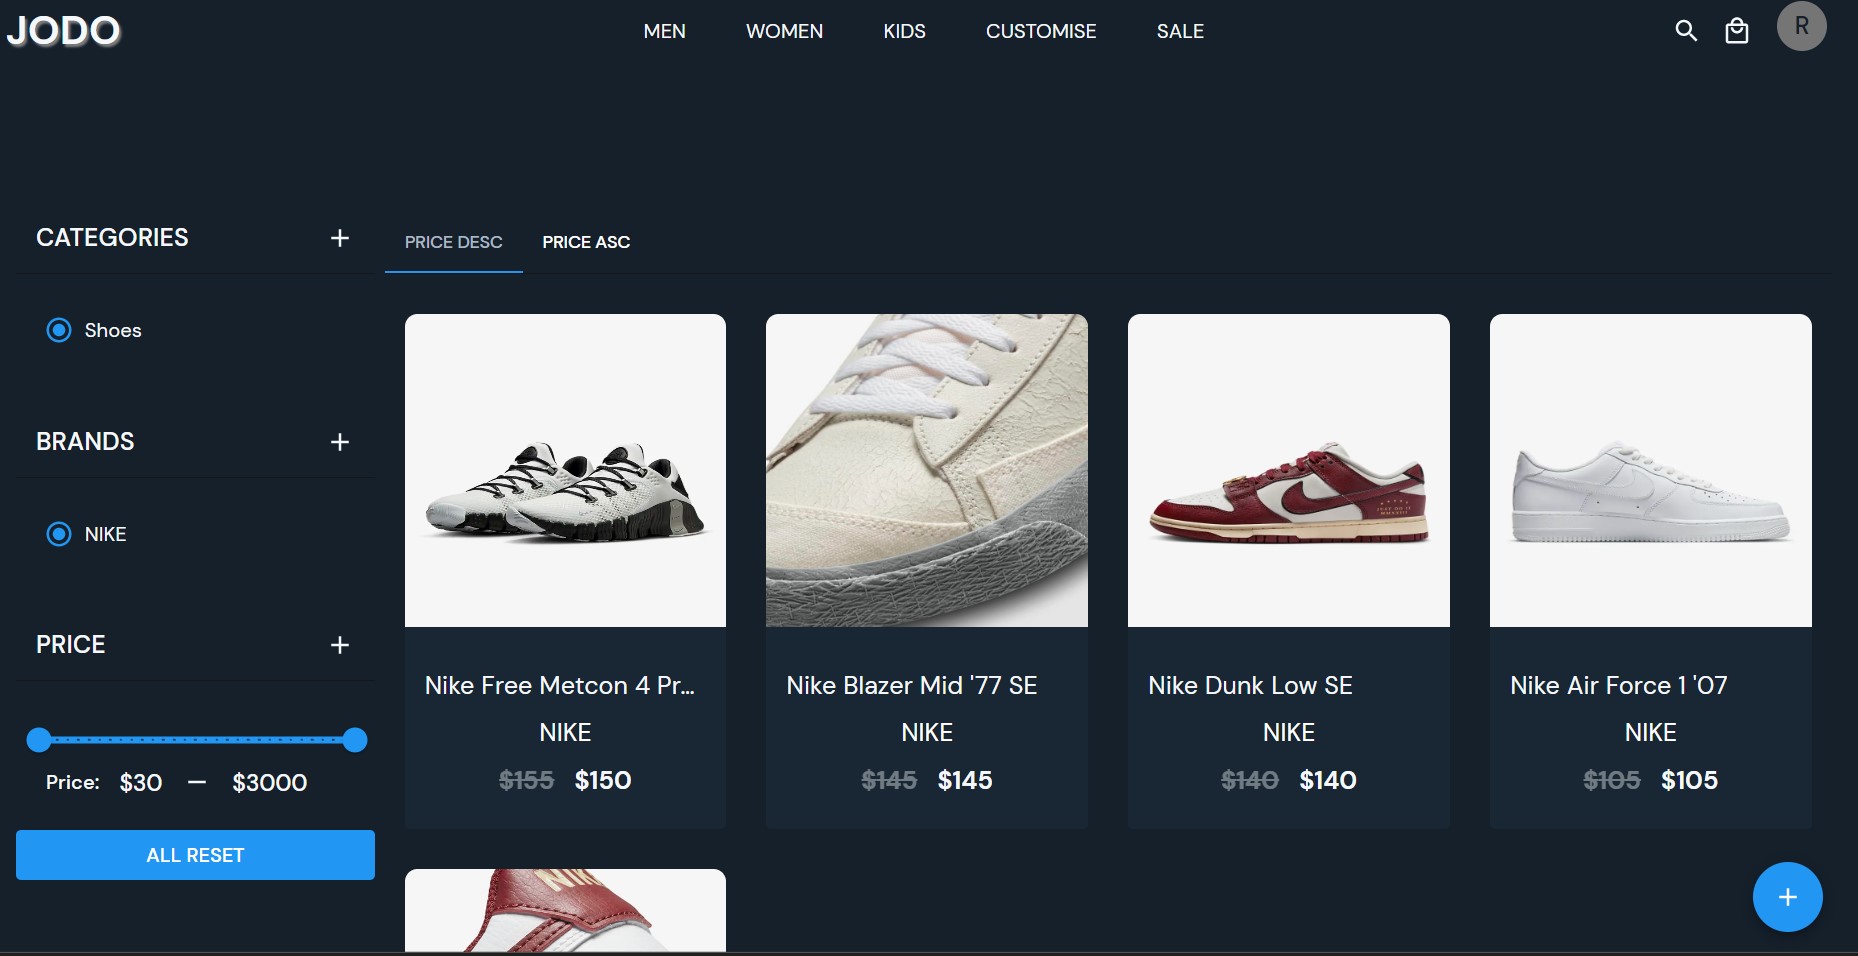 JODO
MEN WOMEN KIDS CUSTOMISE SALE
R
CATEGORIES
Shoes
BRANDS
NIKE
PRICE
Price: $30 — $3000
ALL RESET
PRICE DESC PRICE ASC
Nike Free Metcon 4 Pr...
NIKE
$155 $150
Nike Blazer Mid '77 SE
NIKE
$145 $145
Nike Dunk Low SE
NIKE
$140 $140
Nike Air Force 1 '07
NIKE
$105 $105